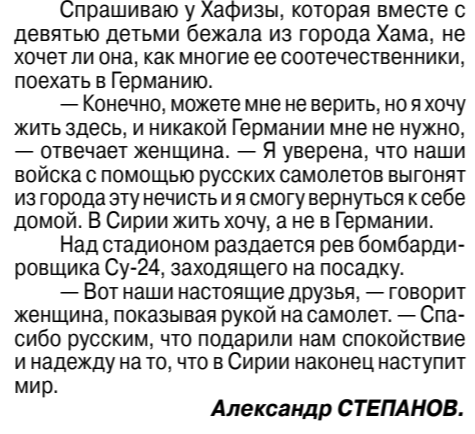 Спрашиваю у Хафизы, которая вместе с
девятью детьми бежала из города Хама, не
хочет ли она, как многие ее соотечественники,
поехать в Германию.
— Конечно, можете мне не верить, но я хочу
жить здесь, и никакой Германии мне не нужно,
— отвечает женщина. — Я уверена, что наши
войска с помощью русских самолетов выгонят
из города эту нечисть и я смогу вернуться к себе
домой. В Сирии жить хочу, а не в Германии.
Над стадионом раздается рев бомбарди-
ровщика Су-24, заходящего на посадку.
— Вот наши настоящие друзья, — говорит
женщина, показывая рукой на самолет. — Спа-
сибо русским, что подарили нам спокойствие
и надежду на то, что в Сирии наконец наступит
мир.
Александр СТЕПАНОВ.